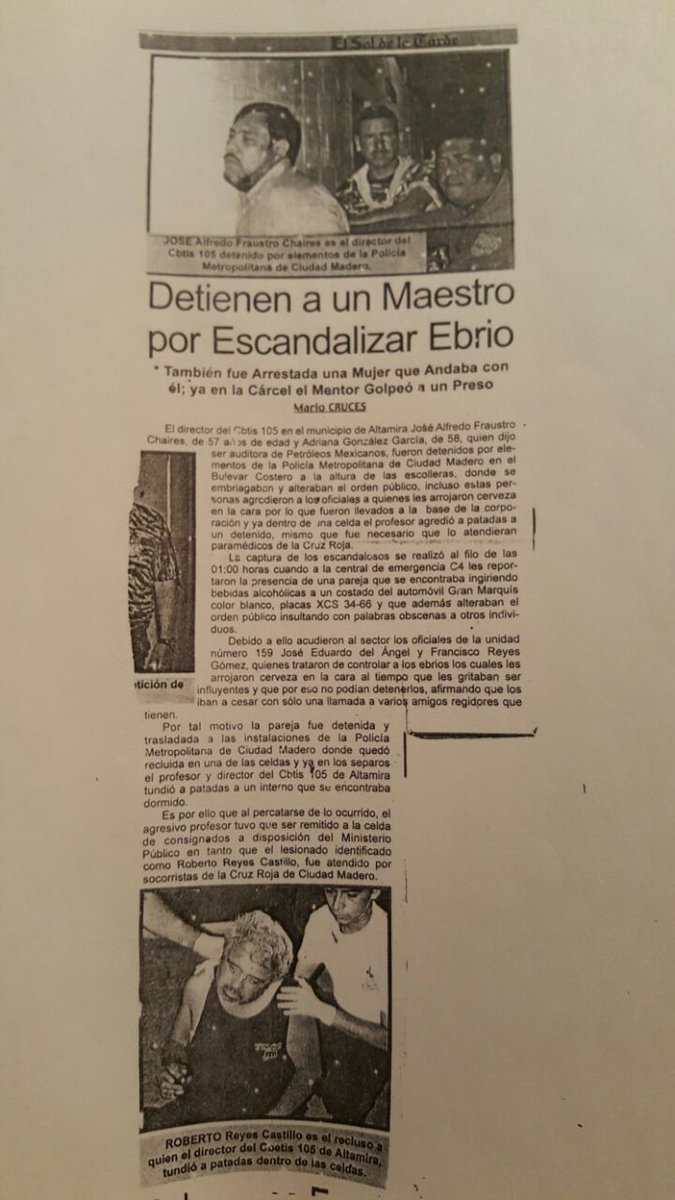 El Sol de la Tarde
JOSE Alfredo Fraustro Chaires es el director del
Cbtis 105 detenido por elementos de la Policía
Metropolitana de Ciudad Madero.
Detienen a un Maestro
por Escandalizar Ebrio
* También fue Arrestada una Mujer que Andaba con
él; ya en la Cárcel el Mentor Golpeó a un Preso
Mario CRUCES
El director del Cbtis 105 en el municipio de Altamira José Alfredo Fraustro
Chaires, de 57 años de edad y Adriana González García, de 58, quien dijo
ser auditora de Petróleos Mexicanos, fueron detenidos por ele-
mentos de la Policía Metropolitana de Ciudad Madero en el
Bulevar Costero a la altura de las escolleras, donde se
embriagaban y alteraban el orden público, incluso estas per-
sonas agredieron a los oficiales a quienes les arrojaron cerveza
en la cara por lo que fueron llevados a la base de la corpo-
ración y ya dentro de una celda el profesor agredió a patadas a
un detenido, mismo que fue necesario que lo atendieran
paramédicos de la Cruz Roja.
La captura de los escandalosos se realizó al filo de las
01:00 horas cuando a la central de emergencia C4 les repor-
taron la presencia de una pareja que se encontraba ingiriendo
bebidas alcohólicas a un costado del automóvil Gran Marquis
color blanco, placas XCS 34-66 y que además alteraban el
orden público insultando con palabras obscenas a otros indivi-
duos.
Debido a ello acudieron al sector los oficiales de la unidad
número 159 José Eduardo del Ángel y Francisco Reyes
Gómez, quienes trataron de controlar a los ebrios los cuales les
arrojaron cerveza en la cara al tiempo que les gritaban ser
influyentes y que por eso no podían detenerlos, afirmando que los
iban a cesar con sólo una llamada a varios amigos regidores que
tienen.
tición de
Por tal motivo la pareja fue detenida y
trasladada a las instalaciones de la Policía
Metropolitana de Ciudad Madero donde quedó
recluida en una de las celdas y ya en los separos
el profesor y director del Cbtis 105 de Altamira
tundió a patadas a un interno que se encontraba
dormido.
Es por ello que al percatarse de lo ocurrido, el
agresivo profesor tuvo que ser remitido a la celda
de consignados a disposición del Ministerio
Público en tanto que el lesionado identificado
como Roberto Reyes Castillo, fue atendido por
socorristas de la Cruz Roja de Ciudad Madero.
ROBERTO Reyes Castillo es el recluso a
quien el director del Cbetis 105 de Altamira,
tundió a patadas dentro de las celdas.